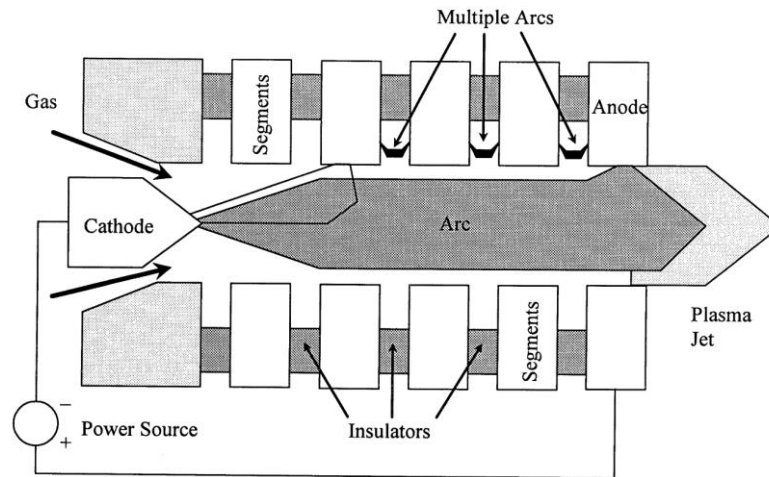 Multiple Arcs
Gas
Segments
Anode
Cathode
Arc
Plasma
Jet
Segments
−
+
Power Source
Insulators